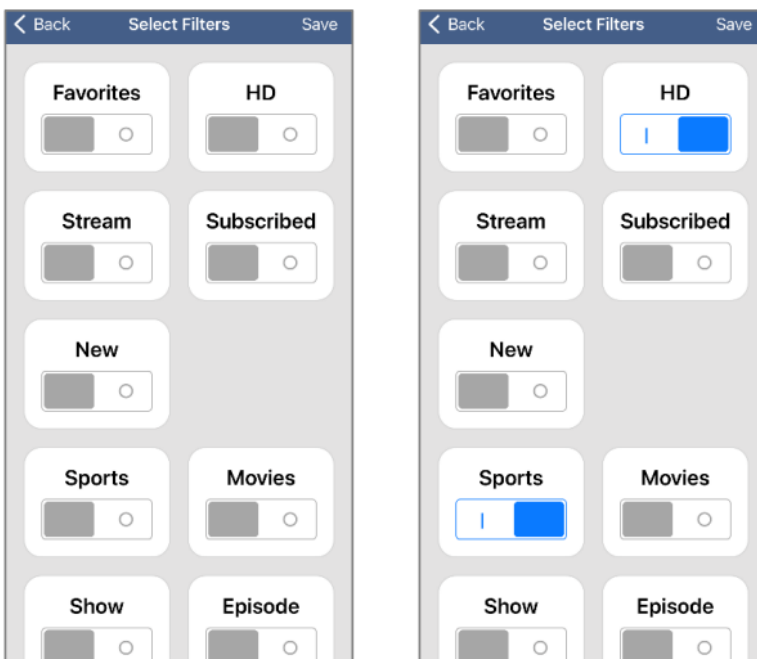 Back Select Filters Save
Favorites HD
Stream Subscribed
New
Sports Movies
Show Episode
Back Select Filters Save
Favorites HD
Stream Subscribed
New
Sports Movies
Show Episode